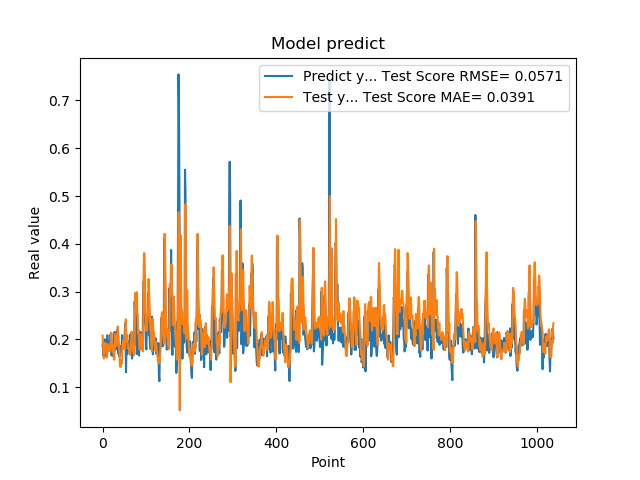 Model predict
Predict y... Test Score RMSE= 0.0571
Test y... Test Score MAE= 0.0391
Real value
0.7
0.6
0.5
0.4
0.3
0.2
0.1
0 200 400 600 800 1000
Point